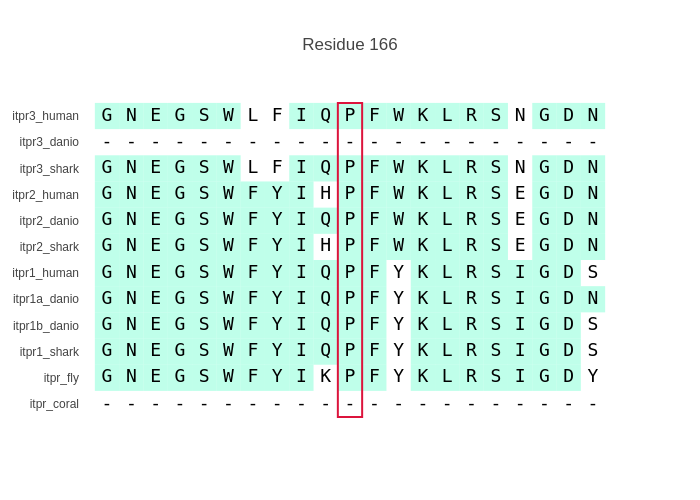 Residue 166
itpr3_human G N E G S W L F I Q P F W K L R S N G D N
itpr3_danio - - - - - - - - - - - - - - - - - - - - -
itpr3_shark G N E G S W L F I Q P F W K L R S N G D N
itpr2_human G N E G S W F Y I H P F W K L R S E G D N
itpr2_danio G N E G S W F Y I Q P F W K L R S E G D N
itpr2_shark G N E G S W F Y I H P F W K L R S E G D N
itpr1_human G N E G S W F Y I Q P F Y K L R S I G D S
itpr1a_danio G N E G S W F Y I Q P F Y K L R S I G D N
itpr1b_danio G N E G S W F Y I Q P F Y K L R S I G D S
itpr1_shark G N E G S W F Y I Q P F Y K L R S I G D S
itpr_fly G N E G S W F Y I K P F Y K L R S I G D Y
itpr_coral - - - - - - - - - - - - - - - - - - - - -